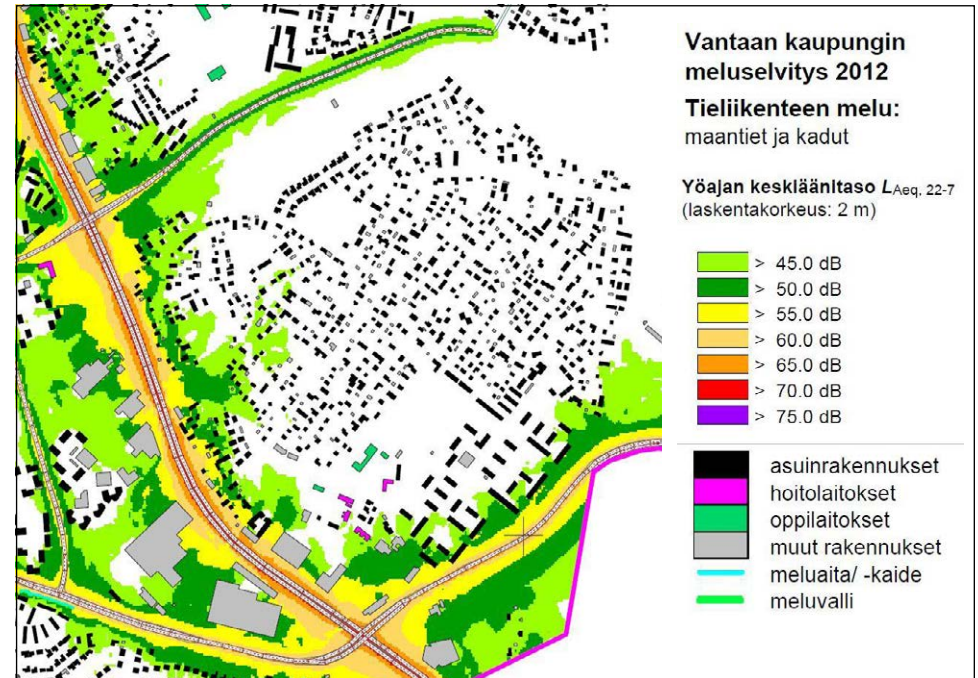 Vantaan kaupungin
meluselvitys 2012
Tieliikenteen melu:
maantiet ja kadut
Yöajan keskiläänitaso LAeq, 22-7
(laskentakorkeus: 2 m)
> 45.0 dB
> 50.0 dB
> 55.0 dB
> 60.0 dB
> 65.0 dB
> 70.0 dB
> 75.0 dB
asuinrakennukset
hoitolaitokset
oppilaitokset
muut rakennukset
meluaita/ -kaide
meluvalli